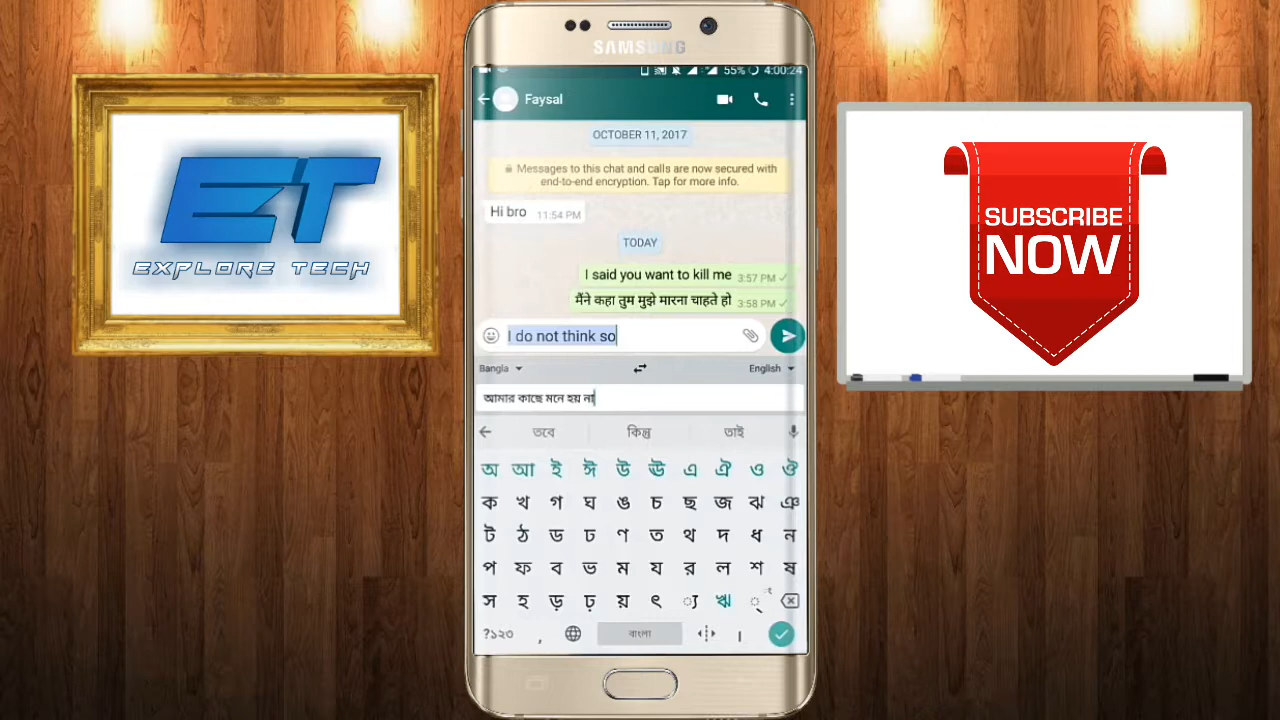 SAMSUNG
55% 4:00:24
Faysal
OCTOBER 11, 2017
Messages to this chat and calls are now secured with
end-to-end encryption. Tap for more info.
Hi bro 11:54 PM
TODAY
I said you want to kill me 3:57 PM
मैंने कहा तुम मुझे मारना चाहते हो 3:58 PM
I do not think so
Bangla English
আমার কাছে মনে হয় না
তবে কিন্তু তাই
অ আ ই ঈ উ ঊ এ ঐ ও ঔ
ক খ গ ঘ ঙ চ ছ জ ঝ ঞ
ট ঠ ড ঢ ণ ত থ দ ধ ন
প ফ ব ভ ম য র ল শ ষ
স হ ড় ঢ় য় ৎ ্য ঋ ্
?১২৩ , বাংলা ।
ET
EXPLORE TECH
SUBSCRIBE
NOW